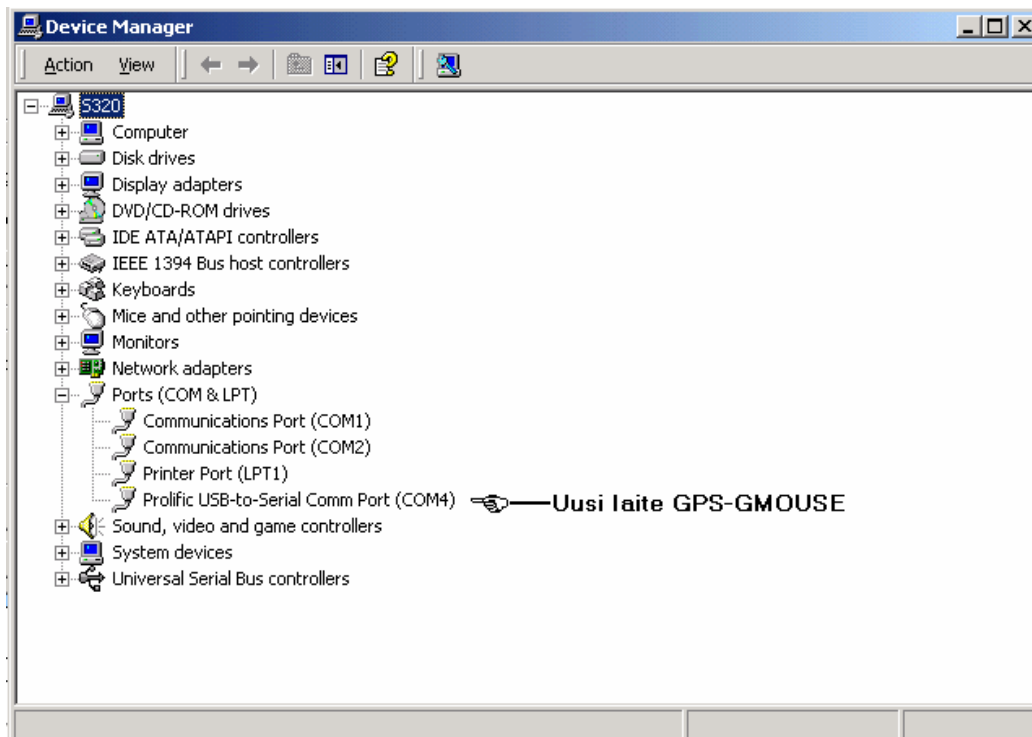 Device Manager
Action View
S320
Computer
Disk drives
Display adapters
DVD/CD-ROM drives
IDE ATA/ATAPI controllers
IEEE 1394 Bus host controllers
Keyboards
Mice and other pointing devices
Monitors
Network adapters
Ports (COM & LPT)
Communications Port (COM1)
Communications Port (COM2)
Printer Port (LPT1)
Prolific USB-to-Serial Comm Port (COM4) Uusi laite GPS-GMOUSE
Sound, video and game controllers
System devices
Universal Serial Bus controllers